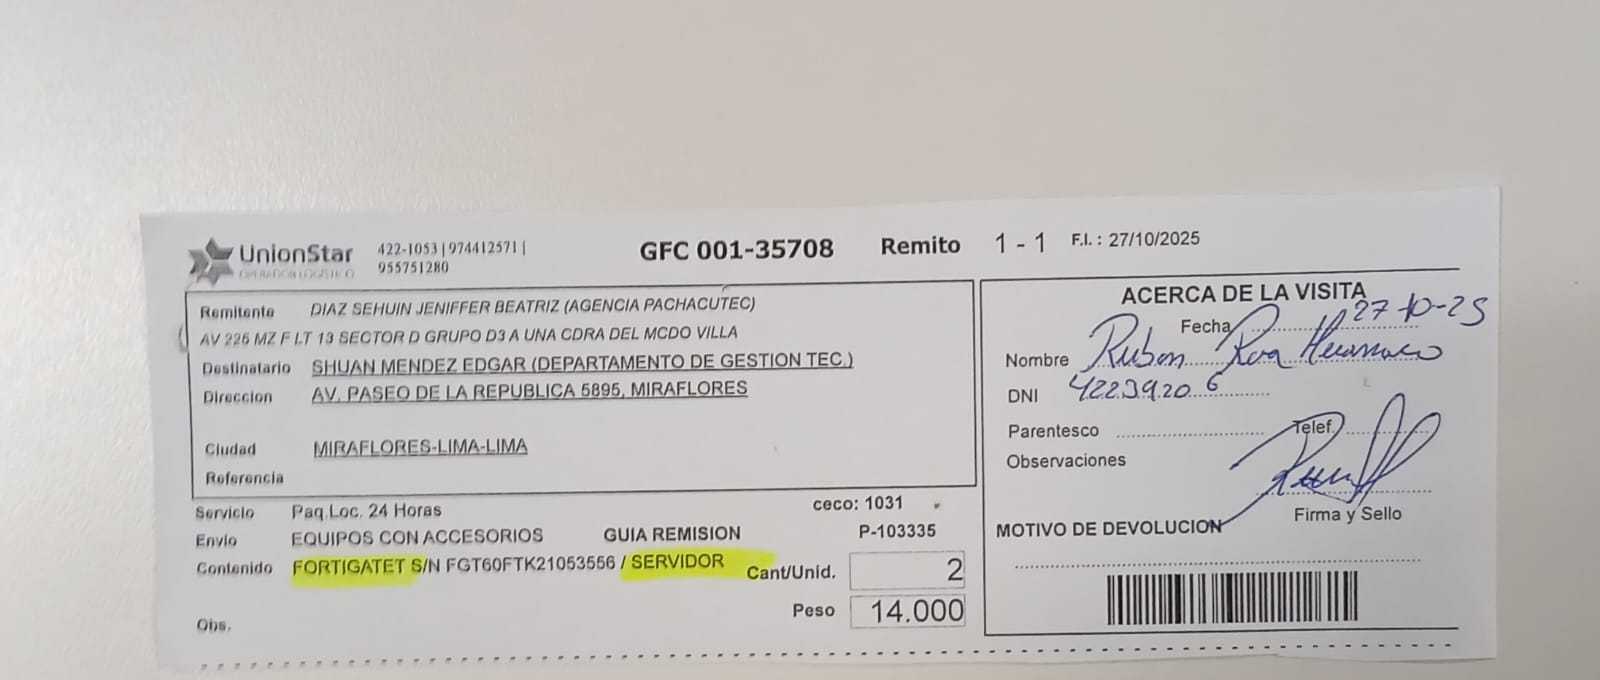 UnionStar
OPERADOR LOGISTICO
422-1053 | 974412571 |
955751280
GFC 001-35708
Remito 1 - 1
F.I. : 27/10/2025
Remitente DIAZ SEHUIN JENIFFER BEATRIZ (AGENCIA PACHACUTEC)
AV 225 MZ F LT 13 SECTOR D GRUPO D3 A UNA CDRA DEL MCDO VILLA
Destinatario SHUAN MENDEZ EDGAR (DEPARTAMENTO DE GESTION TEC.)
Direccion AV. PASEO DE LA REPUBLICA 5895, MIRAFLORES
Ciudad MIRAFLORES-LIMA-LIMA
Referencia
Servicio Paq.Loc. 24 Horas
ceco: 1031
Envio EQUIPOS CON ACCESORIOS GUIA REMISION P-103335
Contenido FORTIGATET S/N FGT60FTK21053556 / SERVIDOR
Cant/Unid. 2
Peso 14.000
Obs.
ACERCA DE LA VISITA
Fecha 27-10-25
Nombre Ruben Roa
DNI 42239206
Parentesco
Telef.
Observaciones
Firma y Sello
MOTIVO DE DEVOLUCION